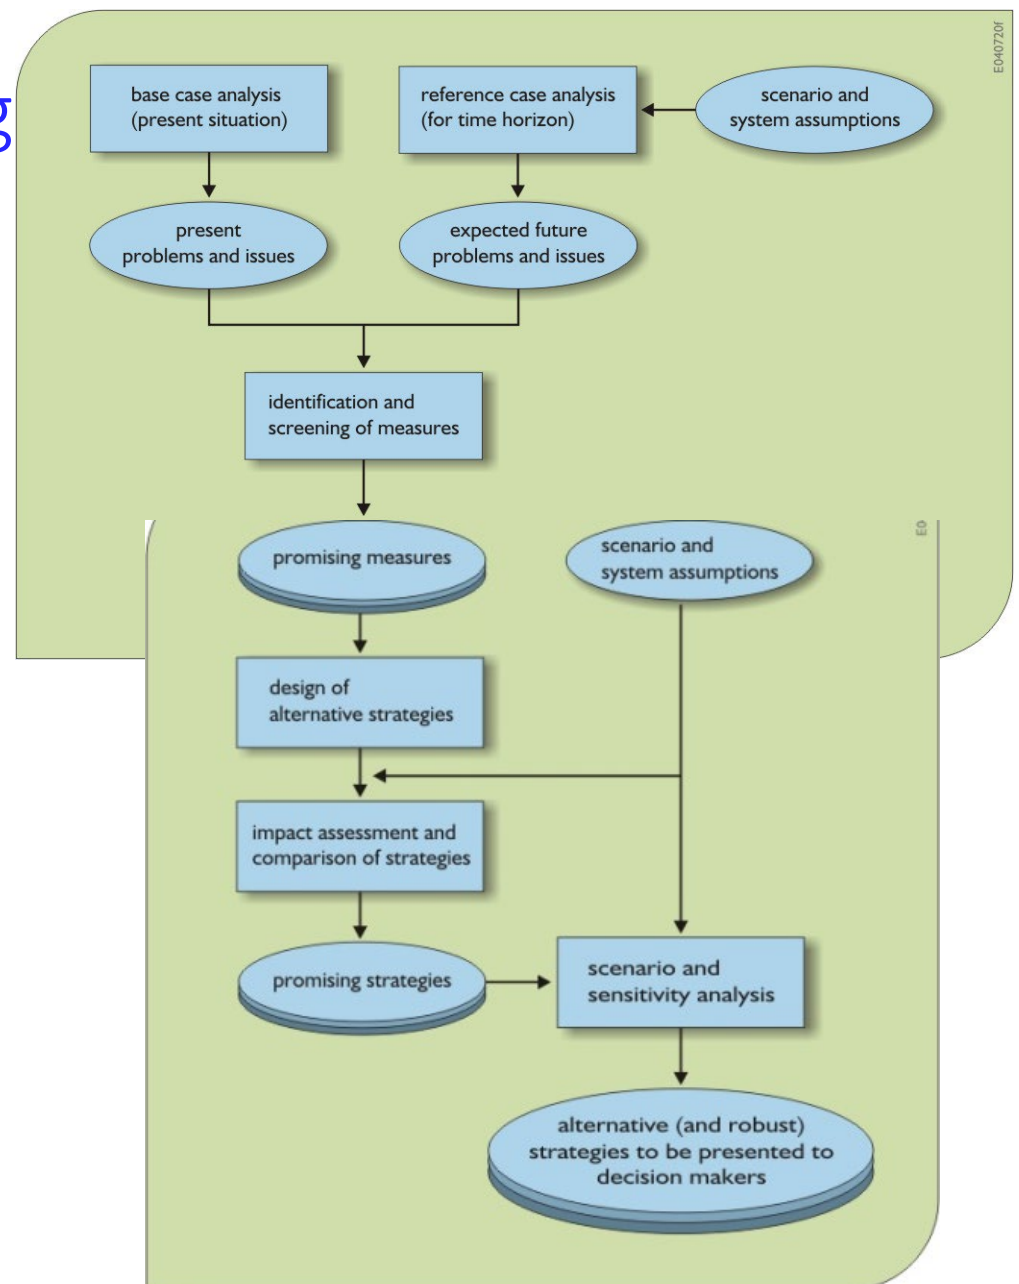 E040720f
g
base case analysis
(present situation)
reference case analysis
(for time horizon)
scenario and
system assumptions
present
problems and issues
expected future
problems and issues
identification and
screening of measures
E0
promising measures
scenario and
system assumptions
design of
alternative strategies
impact assessment and
comparison of strategies
promising strategies
scenario and
sensitivity analysis
alternative (and robust)
strategies to be presented to
decision makers